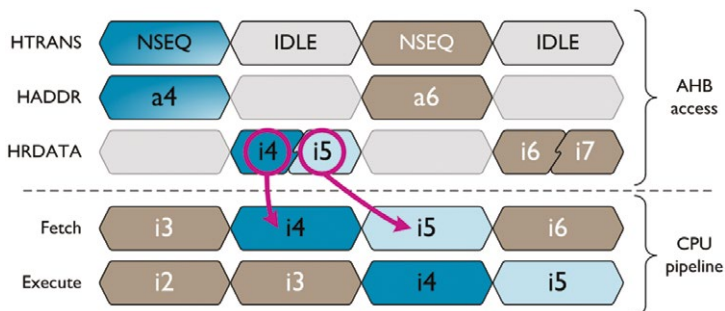 HTRANS NSEQ IDLE NSEQ IDLE
HADDR a4 a6
HRDATA i4 i5 i6 i7
AHB
access
Fetch i3 i4 i5 i6
Execute i2 i3 i4 i5
CPU
pipeline